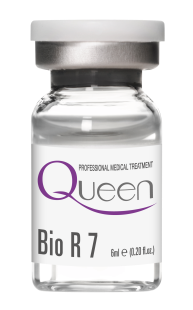 PROFESSIONAL MEDICAL TREATMENT
Queen
Bio R 7 6ml e (0.20 fl.oz.)